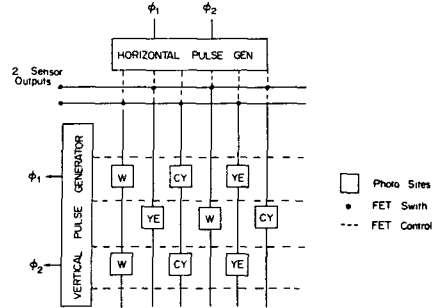 ϕ1 ϕ2
HORIZONTAL PULSE GEN
2 Sensor
Outputs
VERTICAL PULSE GENERATOR
ϕ1
W CY YE
YE W CY
ϕ2
W CY YE
Photo Sites
FET Swith
FET Control